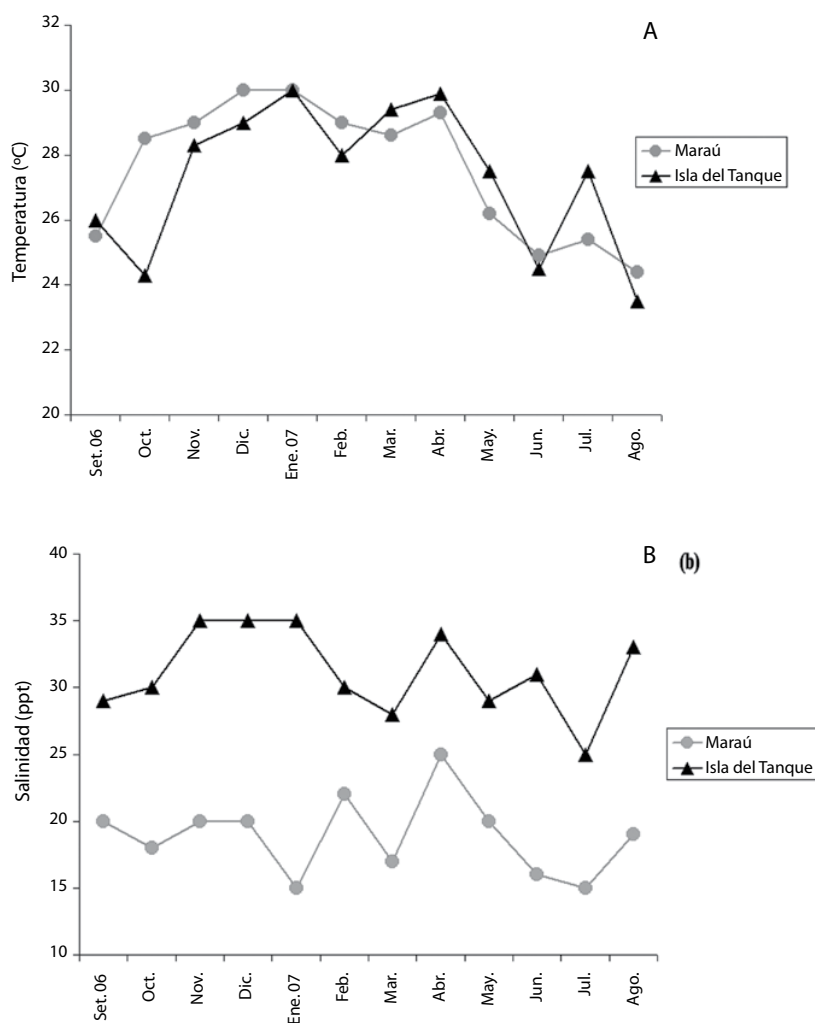 A
32
30
28
26
24
22
20
Temperatura (ºC)
Maraú
Isla del Tanque
Set. 06
Oct.
Nov.
Dic.
Ene. 07
Feb.
Mar.
Abr.
May.
Jun.
Jul.
Ago.
B (b)
40
35
30
25
20
15
10
Salinidad (ppt)
Maraú
Isla del Tanque
Set. 06
Oct.
Nov.
Dic.
Ene. 07
Feb.
Mar.
Abr.
May.
Jun.
Jul.
Ago.